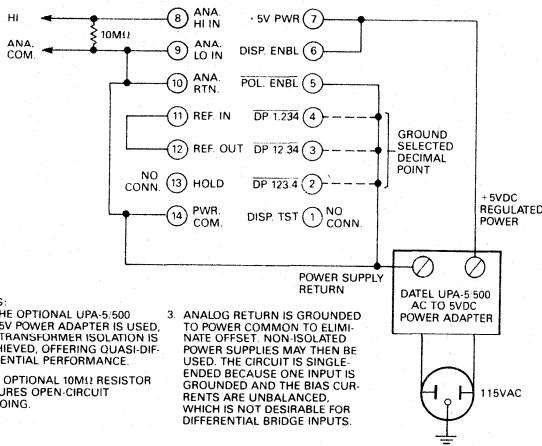 HI
10MΩ
ANA. COM.
8 ANA. HI IN
9 ANA. LO IN
10 ANA. RTN.
11 REF. IN
12 REF. OUT
NO CONN. 13 HOLD
14 PWR. COM.
+5V PWR 7
DISP. ENBL 6
POL. ENBL 5
DP 1.234 4
DP 12.34 3
DP 123.4 2
DISP. TST 1 NO CONN.
GROUND
SELECTED
DECIMAL
POINT
+5VDC
REGULATED
POWER
POWER SUPPLY
RETURN
DATEL UPA-5/500
AC TO 5VDC
POWER ADAPTER
115VAC
S:
HE OPTIONAL UPA-5/500
5V POWER ADAPTER IS USED,
TRANSFORMER ISOLATION IS
HIEVED, OFFERING QUASI-DIF-
ENTIAL PERFORMANCE.
OPTIONAL 10MΩ RESISTOR
URES OPEN-CIRCUIT
OING.
3. ANALOG RETURN IS GROUNDED
TO POWER COMMON TO ELIMI-
NATE OFFSET. NON-ISOLATED
POWER SUPPLIES MAY THEN BE
USED. THE CIRCUIT IS SINGLE-
ENDED BECAUSE ONE INPUT IS
GROUNDED AND THE BIAS CUR-
RENTS ARE UNBALANCED,
WHICH IS NOT DESIRABLE FOR
DIFFERENTIAL BRIDGE INPUTS.